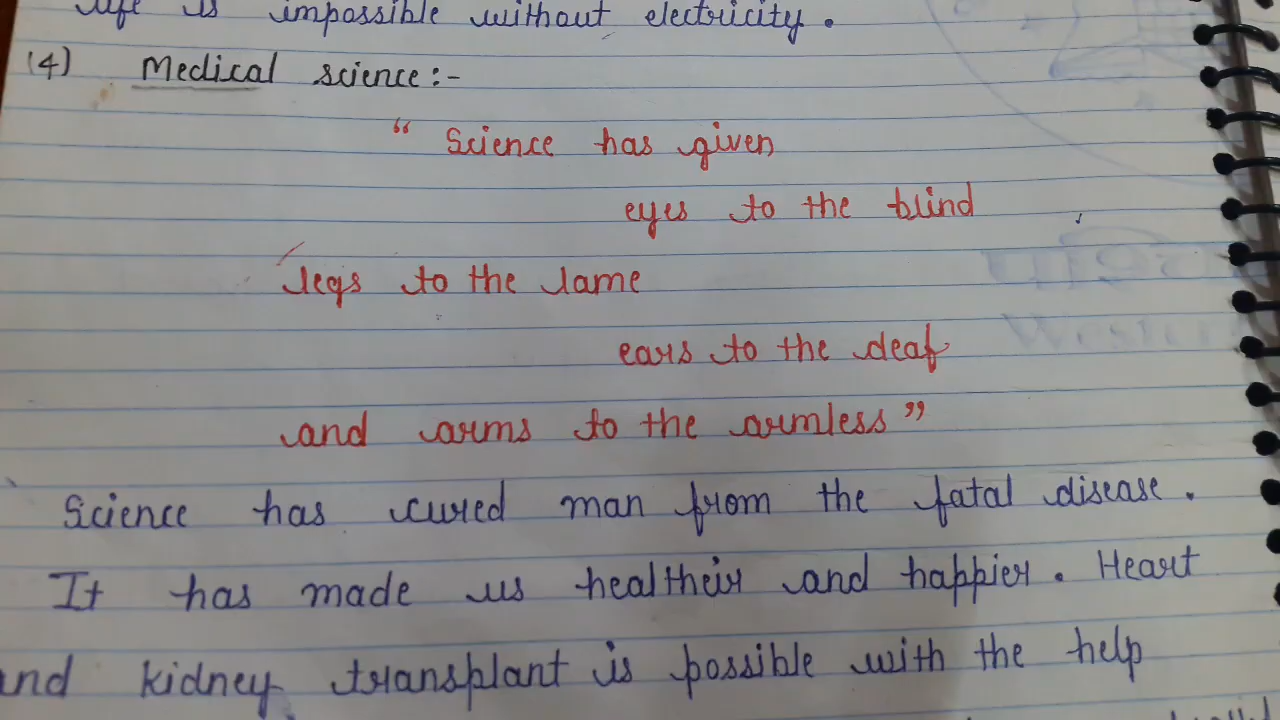 life is impossible without electricity.
(4) Medical science:-
“ Science has given
eyes to the blind
legs to the lame
ears to the deaf
and arms to the armless ”
Science has cured man from the fatal disease.
It has made us healtheir and happier. Heart
and kidney transplant is possible with the help